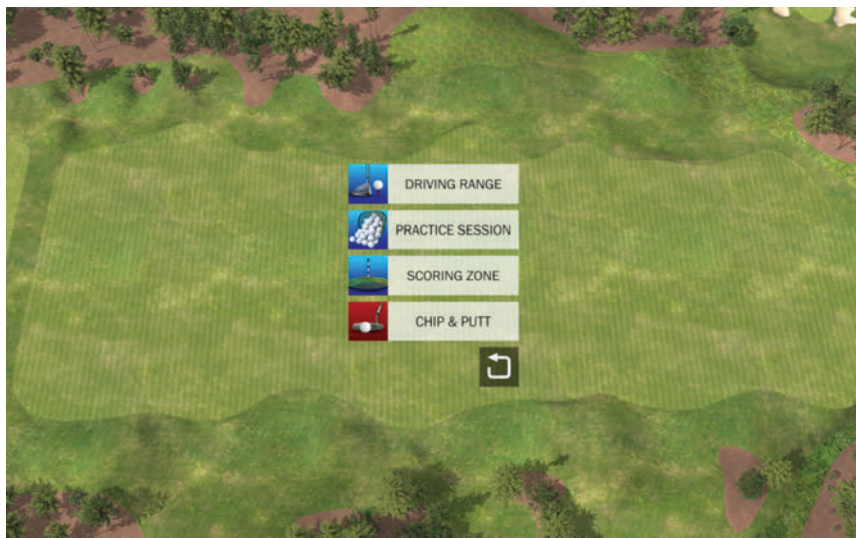 DRIVING RANGE
PRACTICE SESSION
SCORING ZONE
CHIP & PUTT